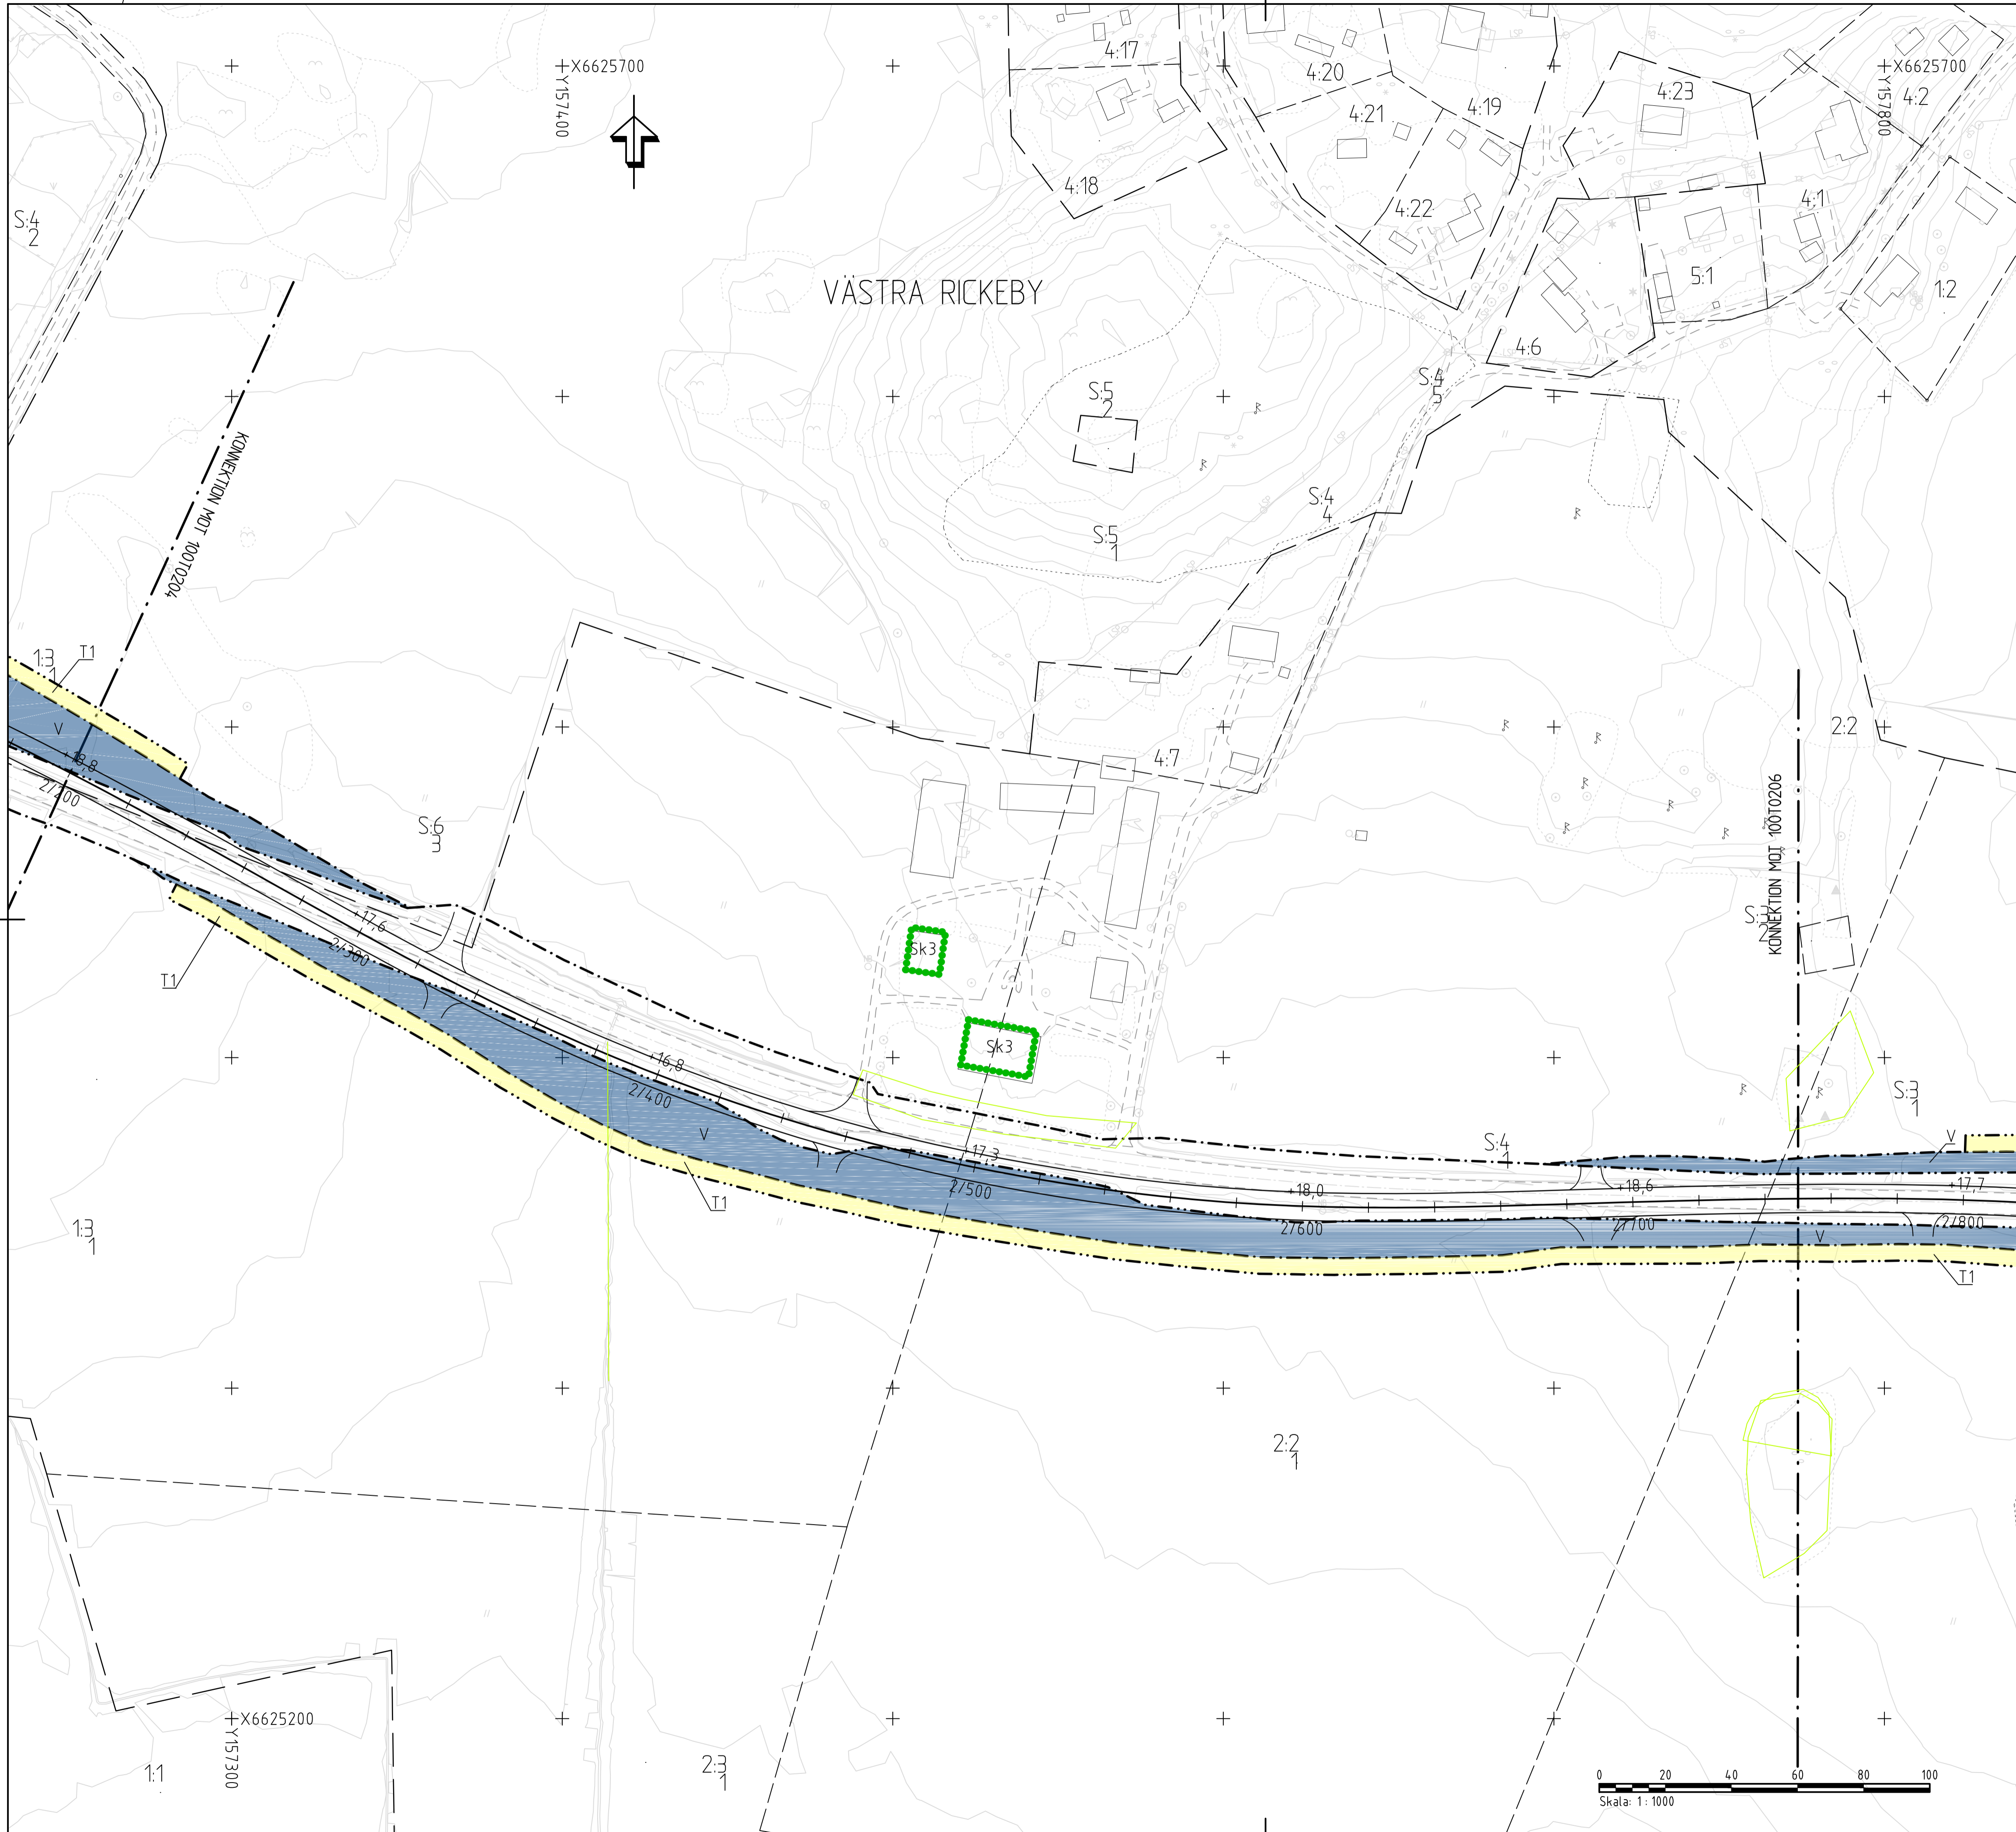 4:17
X6625700
Y157400
4:20
4:21
4:19
4:23
X6625700
Y157800
4:2
4:18
4:22
4:1
S:4
2
5:1
1:2
VÄSTRA RICKEBY
4:6
S:4
5
S:5
2
S:4
4
S:5
1
KONNEKTION MOT 100T0204
1:3
1
T1
V
+18,8
2/200
4:7
2:2
S:6
3
KONNEKTION MOT 100T0206
S:3
2
+17,6
2/300
T1
Sk3
Sk3
+16,8
2/400
V
S:3
1
S:4
1
V
+17,3
2/500
+18,0
2/600
+18,6
2/700
+17,7
2/800
V
T1
T1
1:3
1
2:2
1
X6625200
Y157300
1:1
2:3
1
0 20 40 60 80 100
Skala: 1:1000